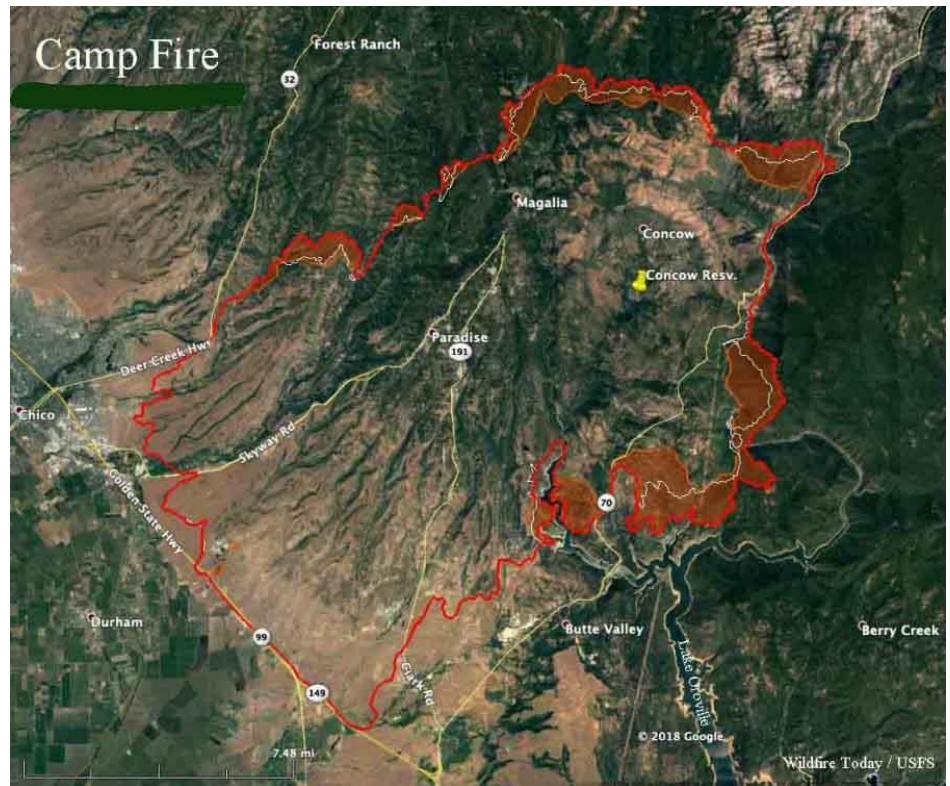 Camp Fire
Forest Ranch
32
Magalia
Concow
Concow Resv.
Paradise
191
Deer Creek Hwy
Chico
Skyway Rd
Golden State Hwy
70
Durham
99
Butte Valley
Berry Creek
149
Clark Rd
Lake Oroville
© 2018 Google
7.48 mi
Wildfire Today / USFS